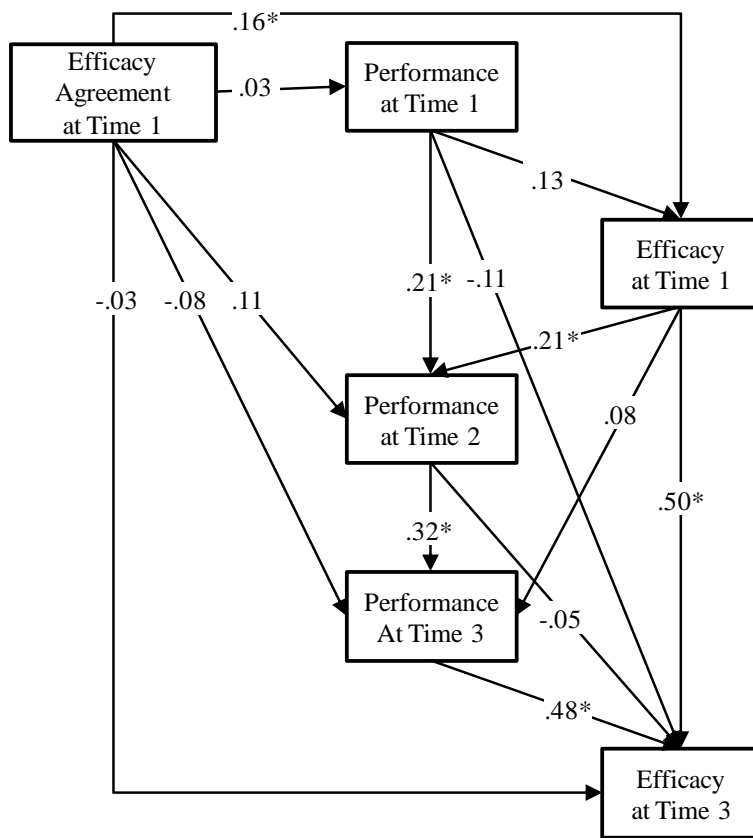 .16*
Efficacy
Agreement
at Time 1
.03
Performance
at Time 1
.13
Efficacy
at Time 1
-.03
-.08
.11
.21*
-.11
.21*
Performance
at Time 2
.08
.50*
.32*
Performance
At Time 3
-.05
.48*
Efficacy
at Time 3